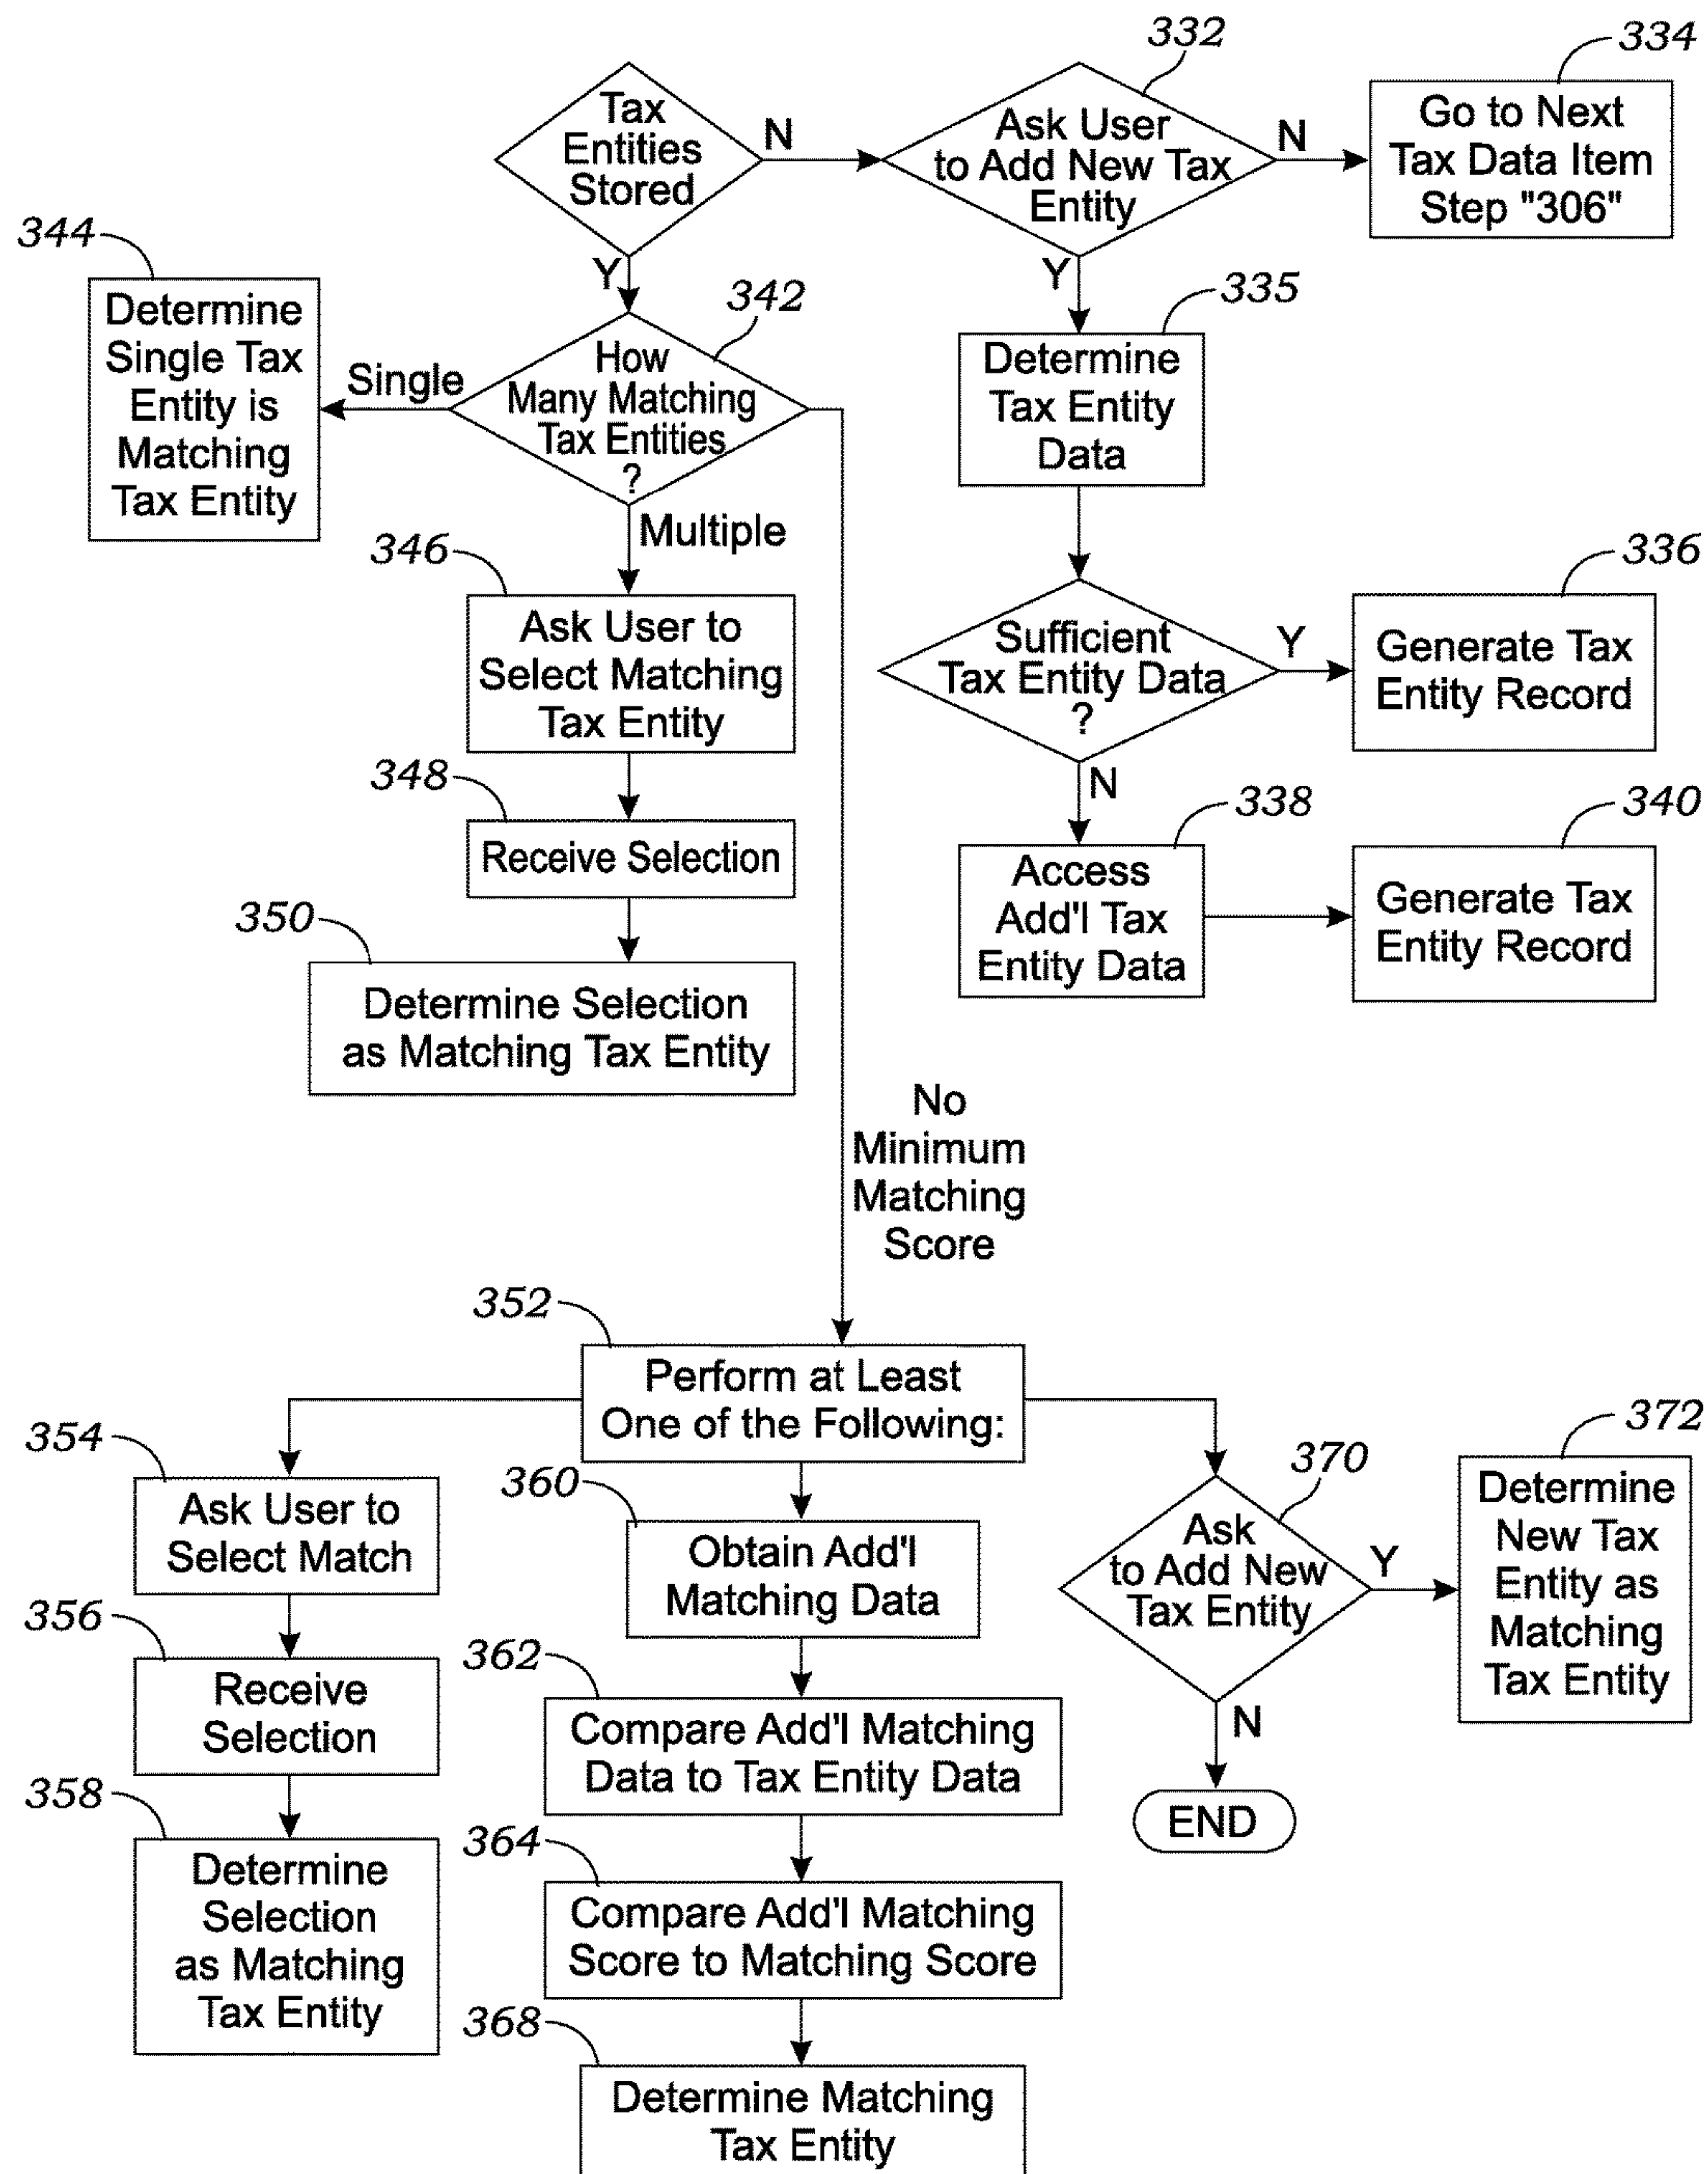 332
334
Tax
Entities
Stored
N
Ask User
to Add New Tax
Entity
N
Go to Next
Tax Data Item
Step "306"
344
Y
342
Y
335
Determine
Single Tax
Entity is
Matching
Tax Entity
Single
How
Many Matching
Tax Entities
?
Determine
Tax Entity
Data
346
Multiple
336
Ask User to
Select Matching
Tax Entity
Sufficient
Tax Entity Data
?
Y
Generate Tax
Entity Record
348
N
338
340
Receive Selection
Access
Add'l Tax
Entity Data
Generate Tax
Entity Record
350
Determine Selection
as Matching Tax Entity
No
Minimum
Matching
Score
352
Perform at Least
One of the Following:
354
360
370
372
Ask User to
Select Match
Obtain Add'l
Matching Data
Ask
to Add New
Tax Entity
Y
Determine
New Tax
Entity as
Matching
Tax Entity
356
362
Receive
Selection
Compare Add'l Matching
Data to Tax Entity Data
N
END
358
364
Determine
Selection
as Matching
Tax Entity
Compare Add'l Matching
Score to Matching Score
368
Determine Matching
Tax Entity